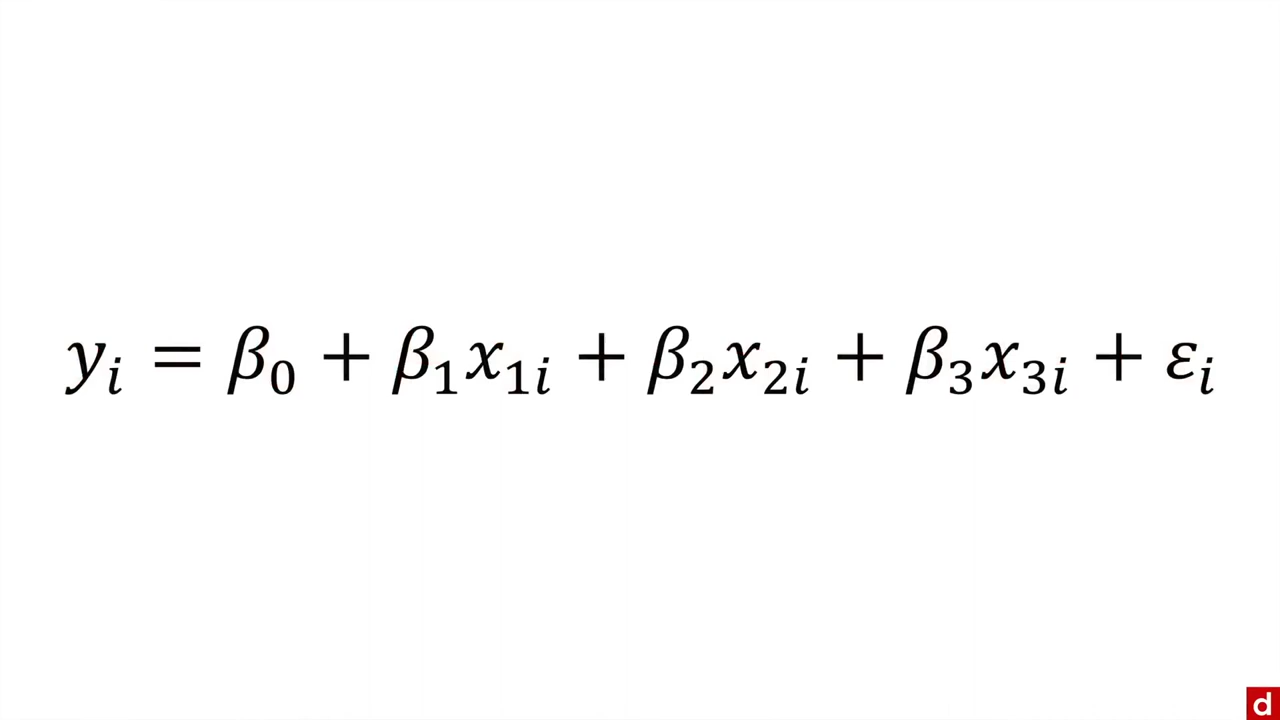 yᵢ = β₀ + β₁x₁ᵢ + β₂x₂ᵢ + β₃x₃ᵢ + εᵢ
d